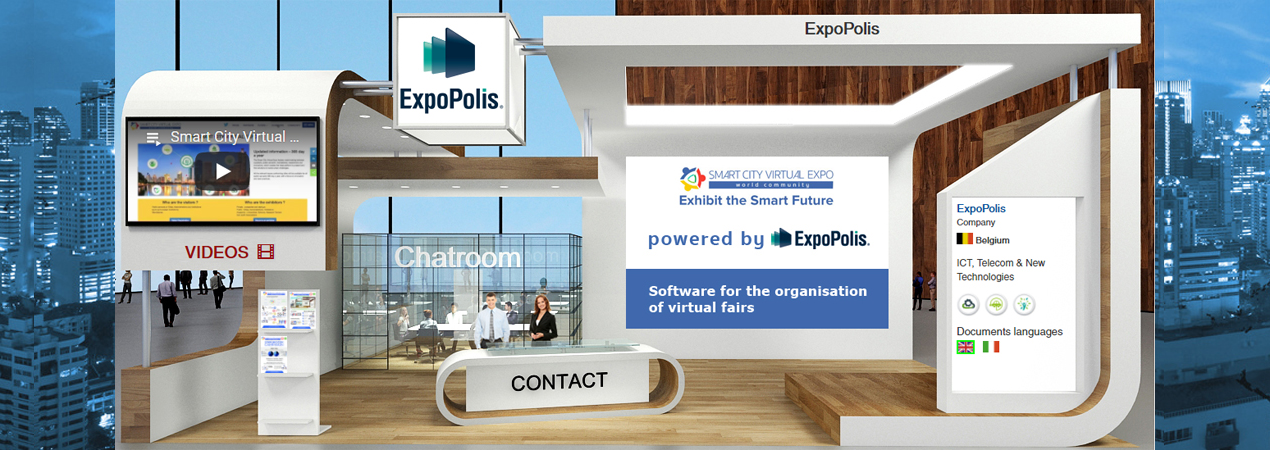 ExpoPolis
ExpoPolis®
Smart City Virtual ...
VIDEOS
Chatroom
CONTACT
SMART CITY VIRTUAL EXPO
world community
Exhibit the Smart Future
powered by ExpoPolis®
Software for the organisation
of virtual fairs
ExpoPolis
Company
Belgium
ICT, Telecom & New
Technologies
Documents languages